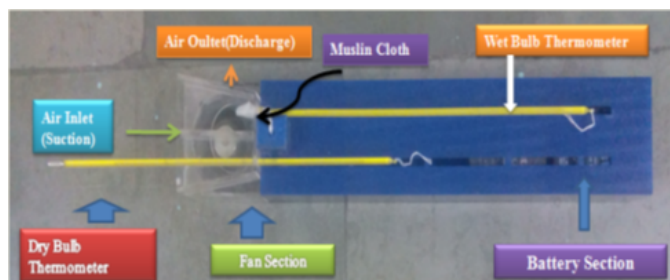 Air Oultet(Discharge)
Muslin Cloth
Wet Bulb Thermometer
Air Inlet
(Suction)
Dry Bulb
Thermometer
Fan Section
Battery Section